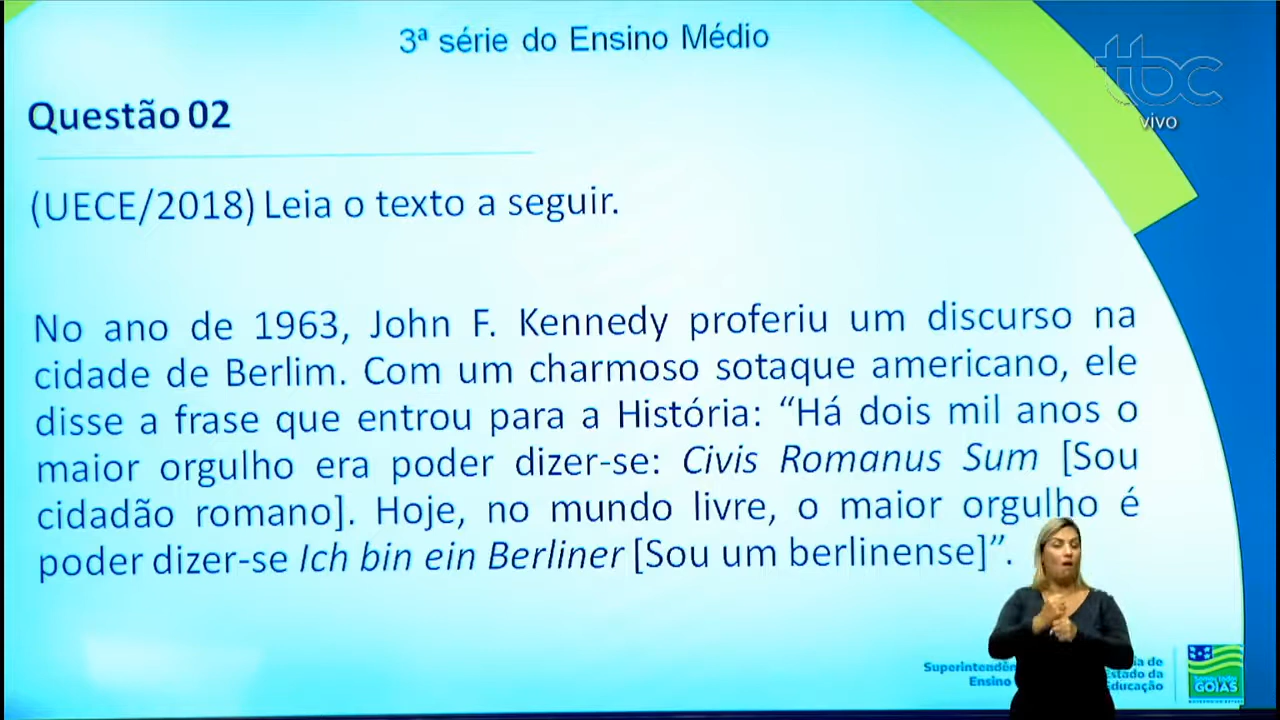 3ª série do Ensino Médio
tbc
vivo
Questão 02
(UECE/2018) Leia o texto a seguir.
No ano de 1963, John F. Kennedy proferiu um discurso na
cidade de Berlim. Com um charmoso sotaque americano, ele
disse a frase que entrou para a História: “Há dois mil anos o
maior orgulho era poder dizer-se: Civis Romanus Sum [Sou
cidadão romano]. Hoje, no mundo livre, o maior orgulho é
poder dizer-se Ich bin ein Berliner [Sou um berlinense]”.
Ensino
Estado da
Educação
GOIÁS